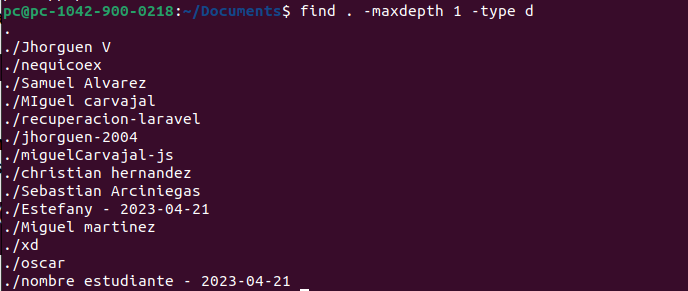 pc@pc-1042-900-0218:~/Documents$ find . -maxdepth 1 -type d
.
./Jhorguen V
./nequicoex
./Samuel Alvarez
./MIguel carvajal
./recuperacion-laravel
./jhorguen-2004
./miguelCarvajal-js
./christian hernandez
./Sebastian Arciniegas
./Estefany - 2023-04-21
./Miguel martinez
./xd
./oscar
./nombre estudiante - 2023-04-21